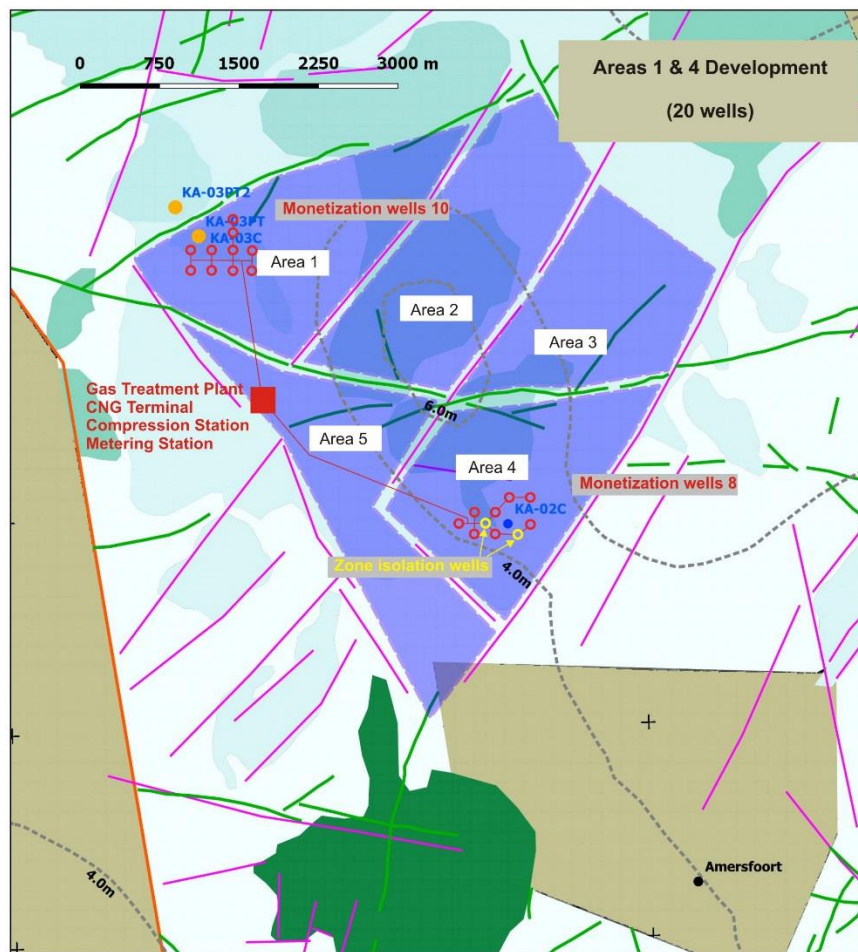 0 750 1500 2250 3000 m
Areas 1 & 4 Development
(20 wells)
KA-03PT2
Monetization wells 10
KA-03PT
KA-03C
Area 1
Area 2
Area 3
Gas Treatment Plant
CNG Terminal
Compression Station
Metering Station
6.0m
Area 5
Area 4
Monetization wells 8
KA-02C
Zone isolation wells
4.0m
Amersfoort
4.0m